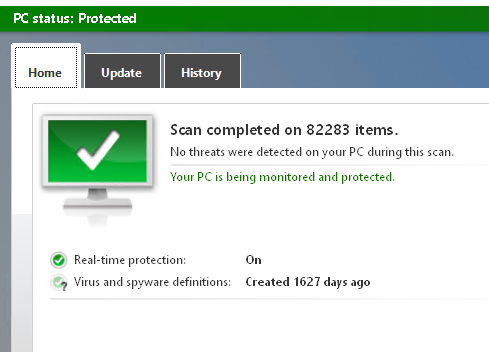 PC status: Protected
Home
Update
History
Scan completed on 82283 items.
No threats were detected on your PC during this scan.
Your PC is being monitored and protected.
Real-time protection: On
Virus and spyware definitions: Created 1627 days ago